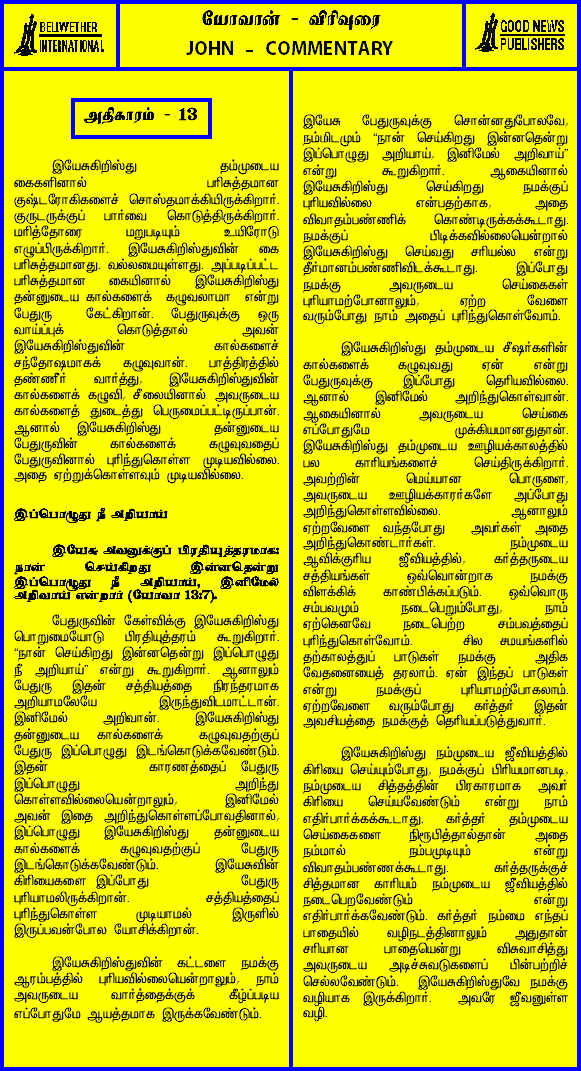 BELLWETHER
INTERNATIONAL
யோவான் - விரிவுரை
JOHN - COMMENTARY
GOOD NEWS
PUBLISHERS
அதிகாரம் - 13
இயேசுகிறிஸ்து தம்முடைய
கைகளினால் பரிசுத்தமான
குஷ்டரோகிகளைச் சொஸ்தமாக்கியிருக்கிறார்.
குருடருக்குப் பார்வை கொடுத்திருக்கிறார்.
மரித்தோரை மறுபடியும் உயிரோடு
எழுப்பிருக்கிறார். இயேசுகிறிஸ்துவின் கை
பரிசுத்தமானது. வல்லமையுள்ளது. அப்படிப்பட்ட
பரிசுத்தமான கையினால் இயேசுகிறிஸ்து
தன்னுடைய கால்களைக் கழுவலாமா என்று
பேதுரு கேட்கிறான். பேதுருவுக்கு ஒரு
வாய்ப்புக் கொடுத்தால் அவன்
இயேசுகிறிஸ்துவின் கால்களைச்
சந்தோஷமாகக் கழுவுவான். பாத்திரத்தில்
தண்ணீர் வார்த்து, இயேசுகிறிஸ்துவின்
கால்களைக் கழுவி, சீலையினால் அவருடைய
கால்களைத் துடைத்து பெருமைப்பட்டிருப்பான்.
ஆனால் இயேசுகிறிஸ்து தன்னுடைய
பேதுருவின் கால்களைக் கழுவுவதைப்
பேதுருவினால் புரிந்துகொள்ள முடியவில்லை.
அதை ஏற்றுக்கொள்ளவும் முடியவில்லை.
இப்பொழுது நீ அறியாய்
இயேசு அவனுக்குப் பிரதியுத்தரமாக:
நான் செய்கிறது இன்னதென்று
இப்பொழுது நீ அறியாய், இனிமேல்
அறிவாய் என்றார் (யோவா 13:7).
பேதுருவின் கேள்விக்கு இயேசுகிறிஸ்து
பொறுமையோடு பிரதியுத்தரம் கூறுகிறார்.
“நான் செய்கிறது இன்னதென்று இப்பொழுது
நீ அறியாய்” என்று கூறுகிறார். ஆனாலும்
பேதுரு இதன் சத்தியத்தை நிரந்தரமாக
அறியாமலேயே இருந்துவிடமாட்டான்.
இனிமேல் அறிவான். இயேசுகிறிஸ்து
தன்னுடைய கால்களைக் கழுவுவதற்குப்
பேதுரு இப்பொழுது இடங்கொடுக்கவேண்டும்.
இதன் காரணத்தைப் பேதுரு
இப்பொழுது அறிந்து
கொள்ளவில்லையென்றாலும், இனிமேல்
அவன் இதை அறிந்துகொள்ளப்போவதினால்,
இப்பொழுது இயேசுகிறிஸ்து தன்னுடைய
கால்களைக் கழுவுவதற்குப் பேதுரு
இடங்கொடுக்கவேண்டும். இயேசுவின்
கிரியைகளை இப்போது பேதுரு
புரியாமலிருக்கிறான். சத்தியத்தைப்
புரிந்துகொள்ள முடியாமல் இருளில்
இருப்பவன்போல யோசிக்கிறான்.
இயேசுகிறிஸ்துவின் கட்டளை நமக்கு
ஆரம்பத்தில் புரியவில்லையென்றாலும், நாம்
அவருடைய வார்த்தைக்குக் கீழ்ப்படிய
எப்போதுமே ஆயத்தமாக இருக்கவேண்டும்.
இயேசு பேதுருவுக்கு சொன்னதுபோலவே,
நம்மிடமும் “நான் செய்கிறது இன்னதென்று
இப்பொழுது அறியாய், இனிமேல் அறிவாய்”
என்று கூறுகிறார். ஆகையினால்
இயேசுகிறிஸ்து செய்கிறது நமக்குப்
புரியவில்லை என்பதற்காக, அதை
விவாதம்பண்ணிக் கொண்டிருக்கக்கூடாது.
நமக்குப் பிடிக்கவில்லையென்றால்
இயேசுகிறிஸ்து செய்வது சரியல்ல என்று
தீர்மானம்பண்ணிவிடக்கூடாது. இப்போது
நமக்கு அவருடைய செய்கைகள்
புரியாமற்போனாலும், ஏற்ற வேளை
வரும்போது நாம் அதைப் புரிந்துகொள்வோம்.
இயேசுகிறிஸ்து தம்முடைய சீஷர்களின்
கால்களைக் கழுவுவது ஏன் என்று
பேதுருவுக்கு இப்போது தெரியவில்லை.
ஆனால் இனிமேல் அறிந்துகொள்வான்.
ஆகையினால் அவருடைய செய்கை
எப்போதுமே முக்கியமானதுதான்.
இயேசுகிறிஸ்து தம்முடைய ஊழியக்காலத்தில்
பல காரியங்களைச் செய்திருக்கிறார்.
அவற்றின் மெய்யான பொருளை,
அவருடைய ஊழியக்காரர்களே அப்போது
அறிந்துகொள்ளவில்லை. ஆனாலும்
ஏற்றவேளை வந்தபோது அவர்கள் அதை
அறிந்துகொண்டார்கள். நம்முடைய
ஆவிக்குரிய ஜீவியத்தில், கர்த்தருடைய
சத்தியங்கள் ஒவ்வொன்றாக நமக்கு
விளக்கிக் காண்பிக்கப்படும். ஒவ்வொரு
சம்பவமும் நடைபெறும்போது, நாம்
ஏற்கெனவே நடைபெற்ற சம்பவத்தைப்
புரிந்துகொள்வோம். சில சமயங்களில்
தற்காலத்துப் பாடுகள் நமக்கு அதிக
வேதனையைத் தரலாம். ஏன் இந்தப் பாடுகள்
என்று நமக்குப் புரியாமற்போகலாம்.
ஏற்றவேளை வரும்போது கர்த்தர் இதன்
அவசியத்தை நமக்குத் தெரியப்படுத்துவார்.
இயேசுகிறிஸ்து நம்முடைய ஜீவியத்தில்
கிரியை செய்யும்போது, நமக்குப் பிரியமானபடி,
நம்முடைய சித்தத்தின் பிரகாரமாக அவர்
கிரியை செய்யவேண்டும் என்று நாம்
எதிர்பார்க்கக்கூடாது. கர்த்தர் தம்முடைய
செய்கைகளை நிரூபித்தால்தான் அதை
நம்மால் நம்பமுடியும் என்று
விவாதம்பண்ணக்கூடாது. கர்த்தருக்குச்
சித்தமான காரியம் நம்முடைய ஜீவியத்தில்
நடைபெறவேண்டும் என்று
எதிர்பார்க்கவேண்டும். கர்த்தர் நம்மை எந்தப்
பாதையில் வழிநடத்தினாலும் அதுதான்
சரியான பாதையென்று விசுவாசித்து
அவருடைய அடிச்சுவடுகளைப் பின்பற்றிச்
செல்லவேண்டும். இயேசுகிறிஸ்துவே நமக்கு
வழியாக இருக்கிறார். அவரே ஜீவனுள்ள
வழி.